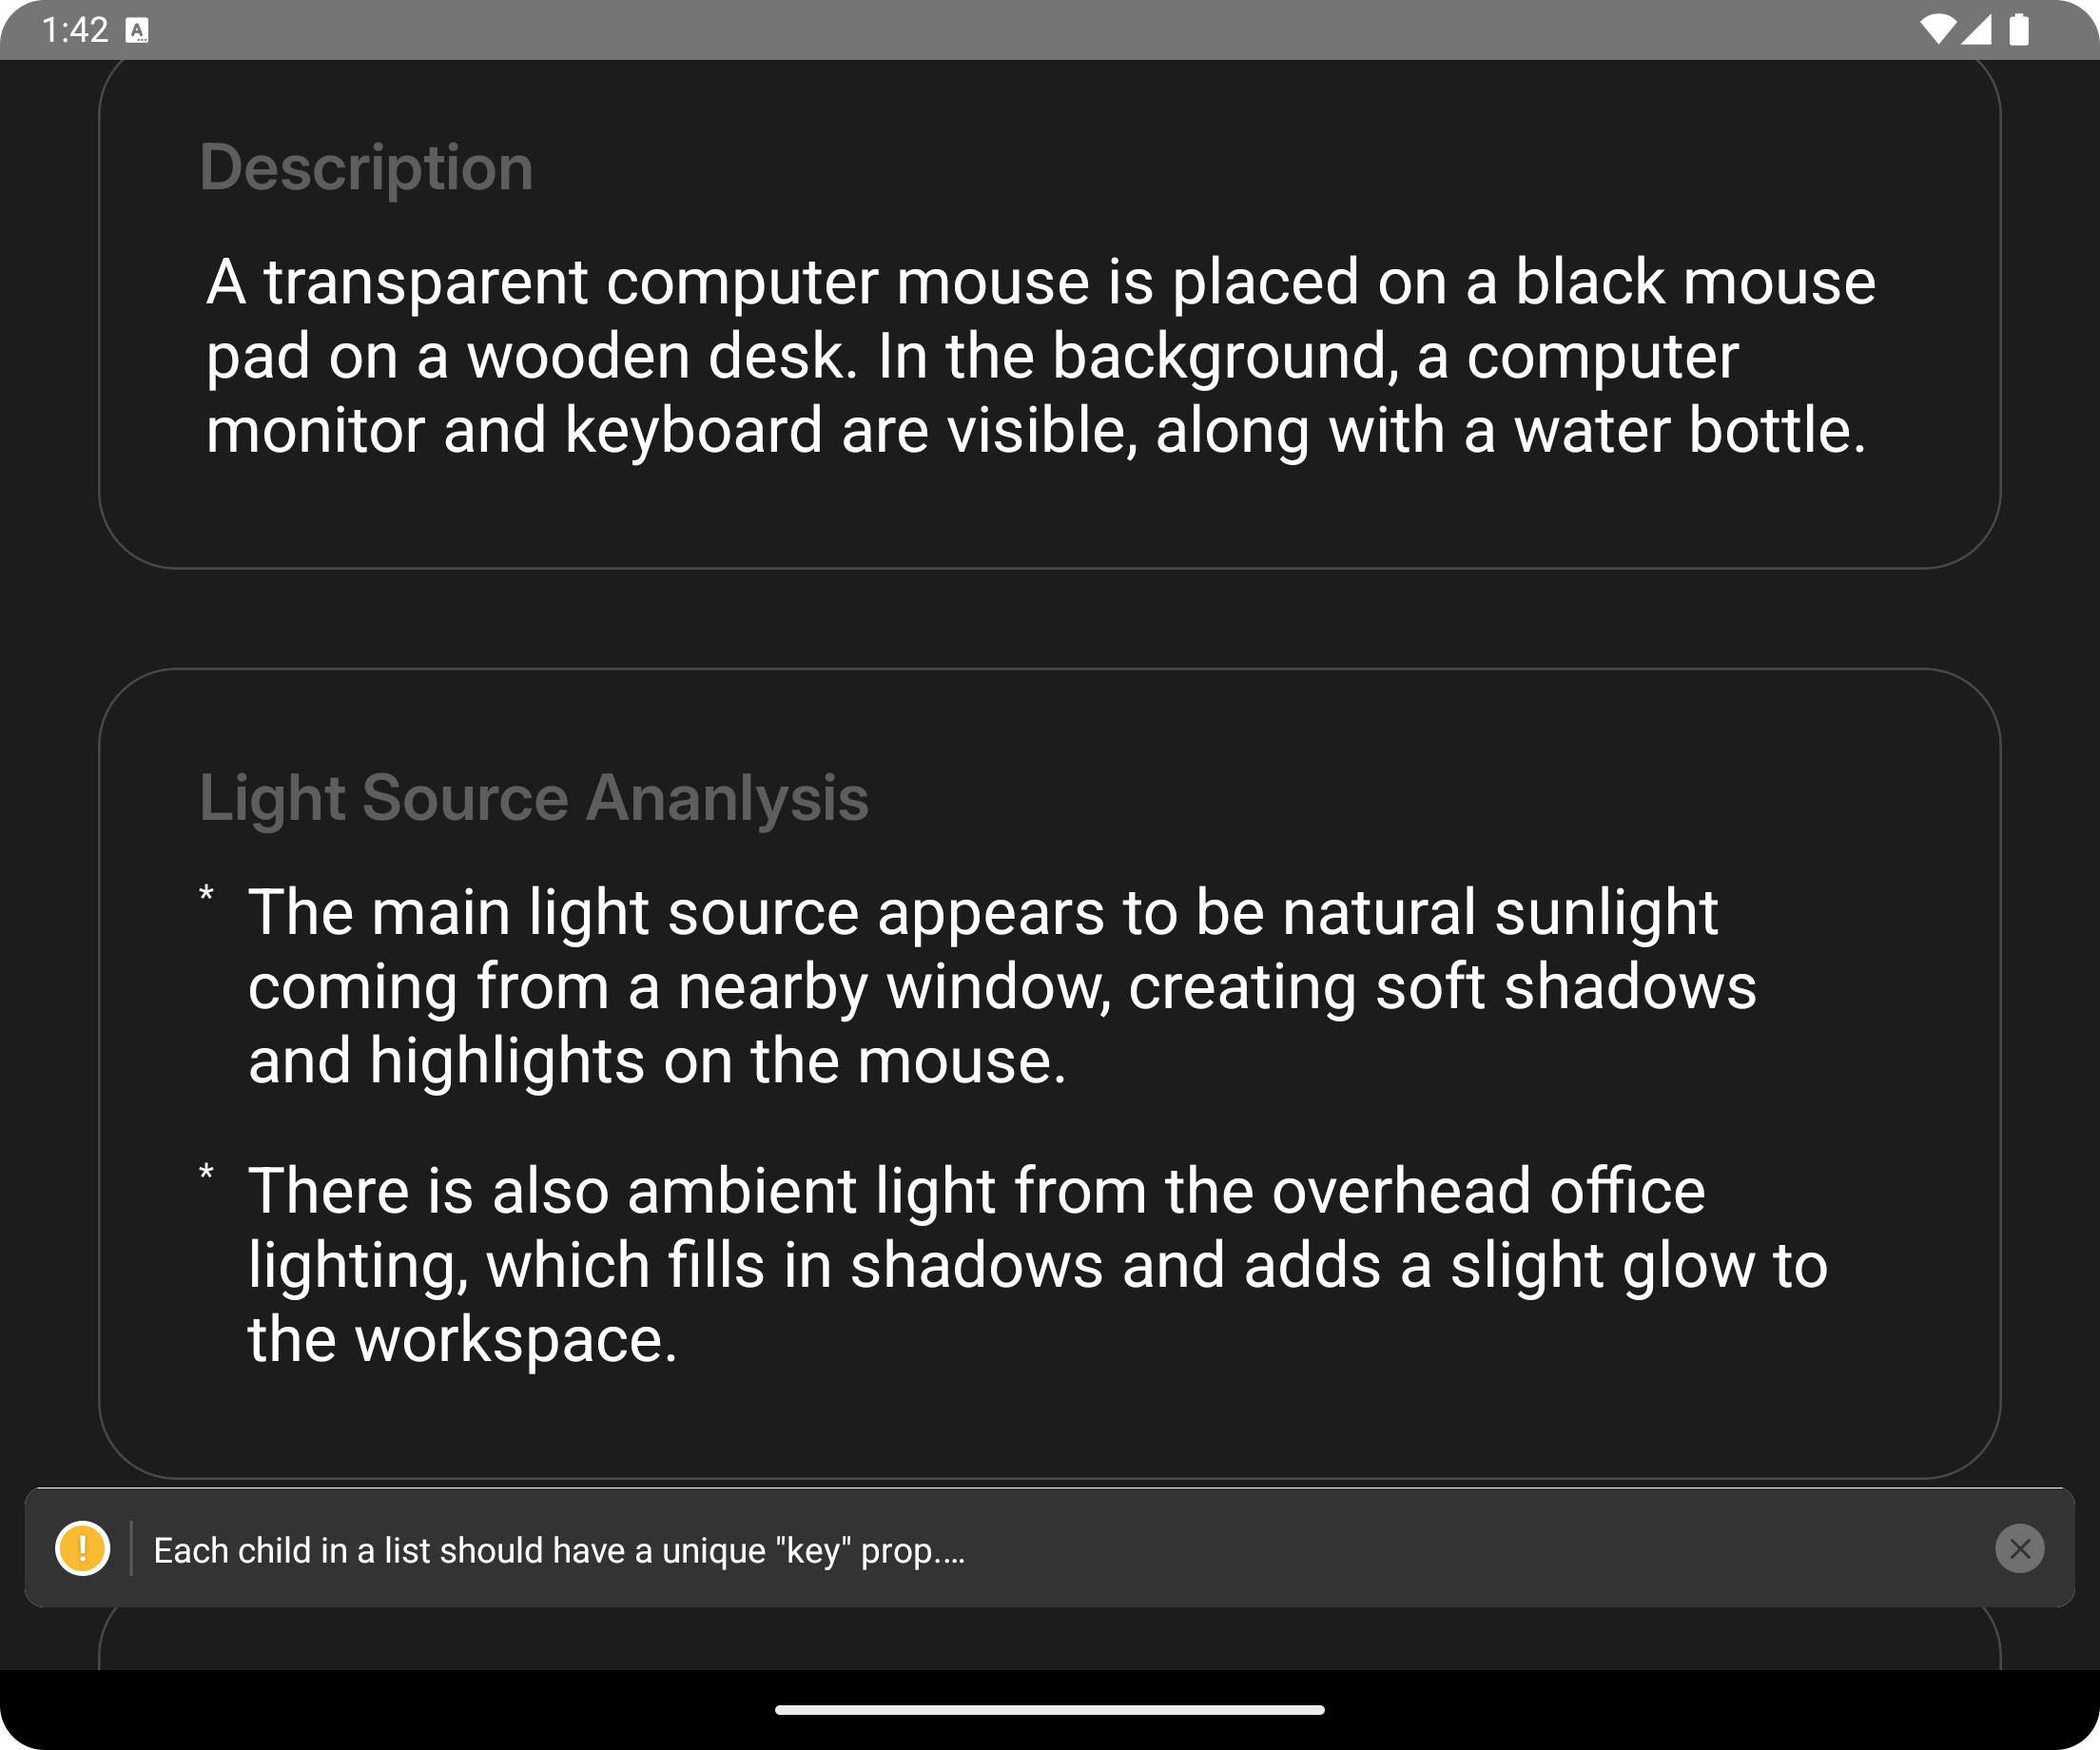 1:42
Description
A transparent computer mouse is placed on a black mouse
pad on a wooden desk. In the background, a computer
monitor and keyboard are visible, along with a water bottle.
Light Source Ananlysis
* The main light source appears to be natural sunlight
coming from a nearby window, creating soft shadows
and highlights on the mouse.
* There is also ambient light from the overhead office
lighting, which fills in shadows and adds a slight glow to
the workspace.
! Each child in a list should have a unique "key" prop....